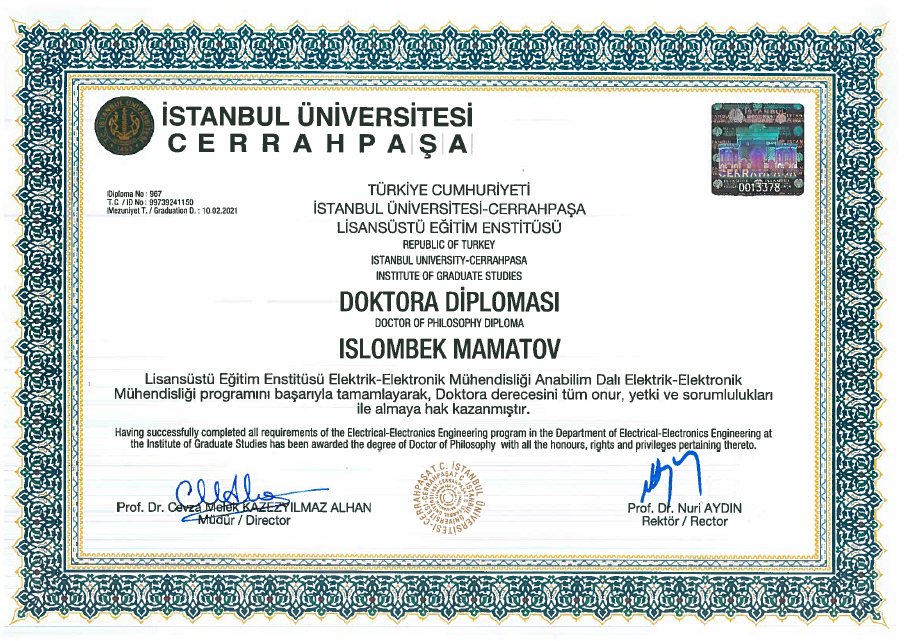 İSTANBUL ÜNİVERSİTESİ
CERRAHPAŞA
0013378
Diploma No : 967
T.C. / ID No : 99739241150
Mezuniyet T. / Graduation D. : 10.02.2021
TÜRKİYE CUMHURİYETİ
İSTANBUL ÜNİVERSİTESİ-CERRAHPAŞA
LİSANSÜSTÜ EĞİTİM ENSTİTÜSÜ
REPUBLIC OF TURKEY
ISTANBUL UNIVERSITY-CERRAHPASA
INSTITUTE OF GRADUATE STUDIES
DOKTORA DİPLOMASI
DOCTOR OF PHILOSOPHY DIPLOMA
ISLOMBEK MAMATOV
Lisansüstü Eğitim Enstitüsü Elektrik-Elektronik Mühendisliği Anabilim Dalı Elektrik-Elektronik
Mühendisliği programını başarıyla tamamlayarak, Doktora derecesini tüm onur, yetki ve sorumlulukları
ile almaya hak kazanmıştır.
Having successfully completed all requirements of the Electrical-Electronics Engineering program in the Department of Electrical-Electronics Engineering at
the Institute of Graduate Studies has been awarded the degree of Doctor of Philosophy with all the honours, rights and privileges pertaining thereto.
Prof. Dr. Cevza Melek KAZEZYILMAZ ALHAN
Müdür / Director
Prof. Dr. Nuri AYDIN
Rektör / Rector